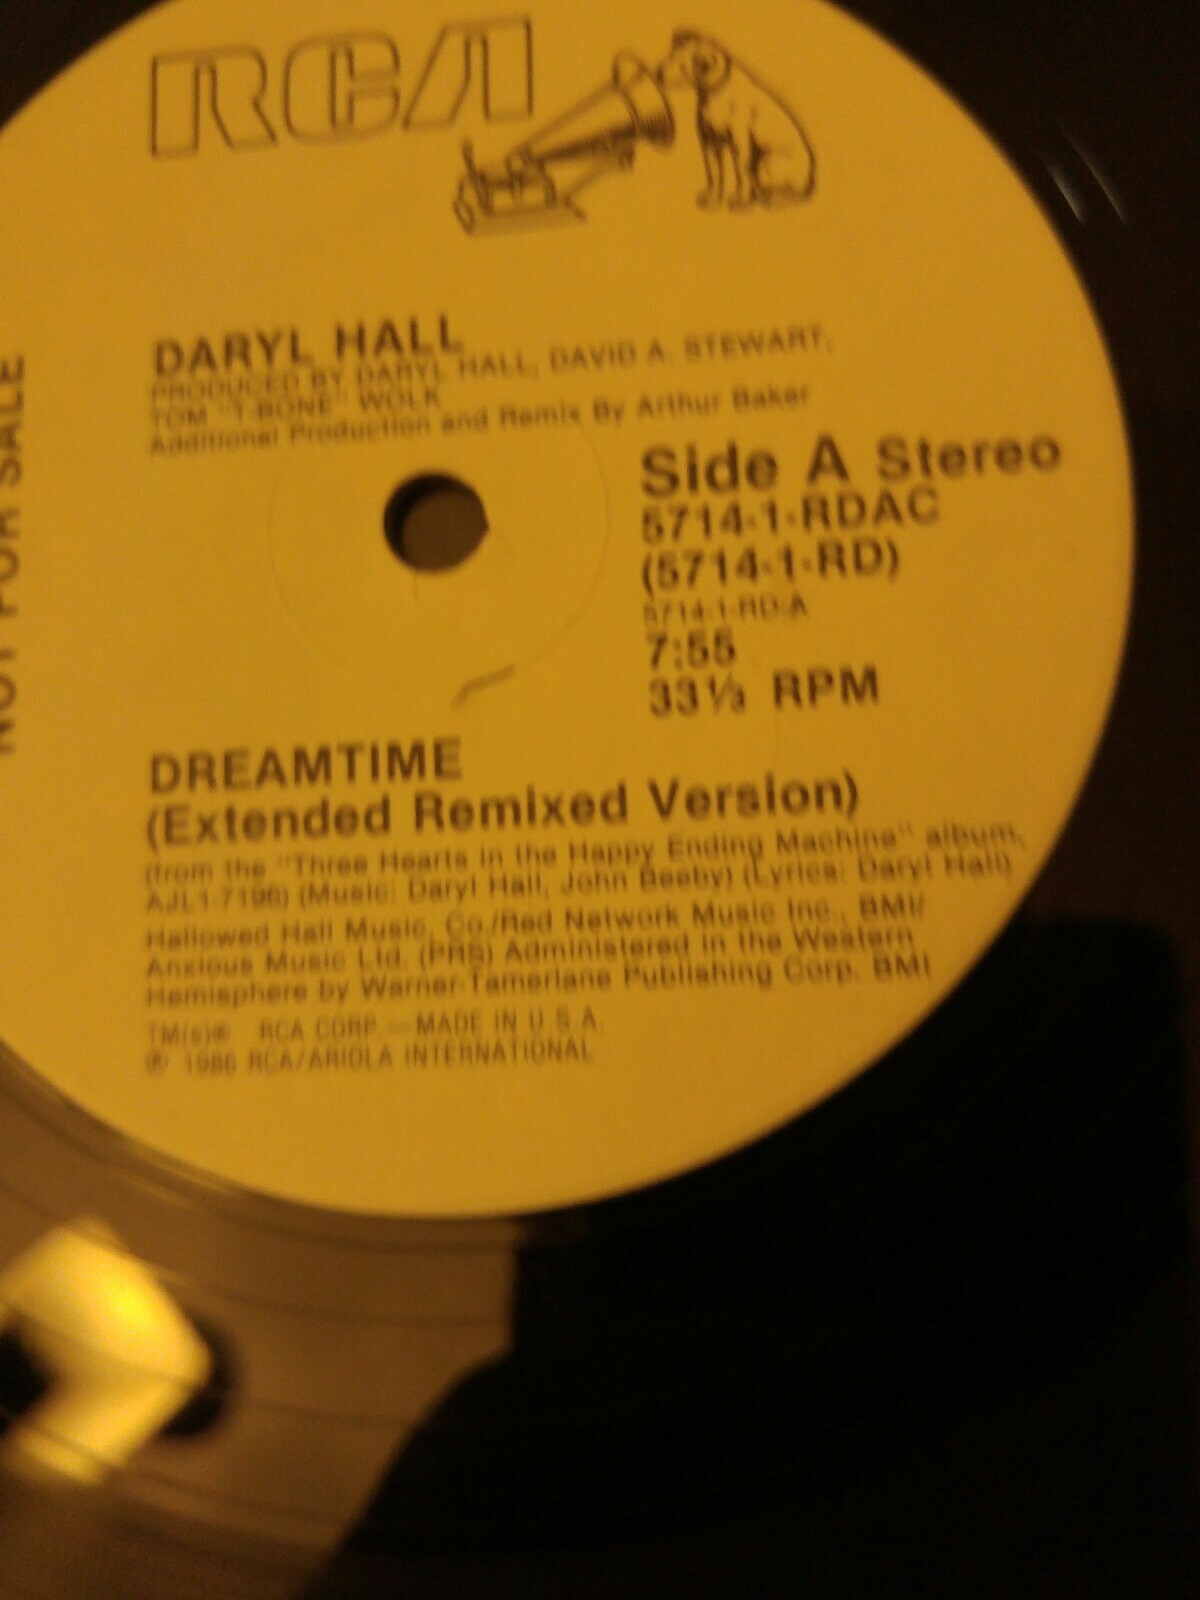 RCA
NOT FOR SALE
DARYL HALL
PRODUCED BY DARYL HALL, DAVID A. STEWART,
TOM "T-BONE" WOLK
Additional Production and Remix By Arthur Baker
Side A Stereo
5714-1-RDAC
(5714-1-RD)
5714-1-RD-A
7:55
33⅓ RPM
DREAMTIME
(Extended Remixed Version)
(from the "Three Hearts in the Happy Ending Machine" album,
AJL1-7196) (Music: Daryl Hall, John Beeby) (Lyrics: Daryl Hall)
Hallowed Hall Music, Co./Red Network Music Inc., BMI/
Anxious Music Ltd. (PRS) Administered in the Western
Hemisphere by Warner-Tamerlane Publishing Corp. BMI
TM(s)® RCA CORP.—MADE IN U.S.A.
℗ 1986 RCA/ARIOLA INTERNATIONAL